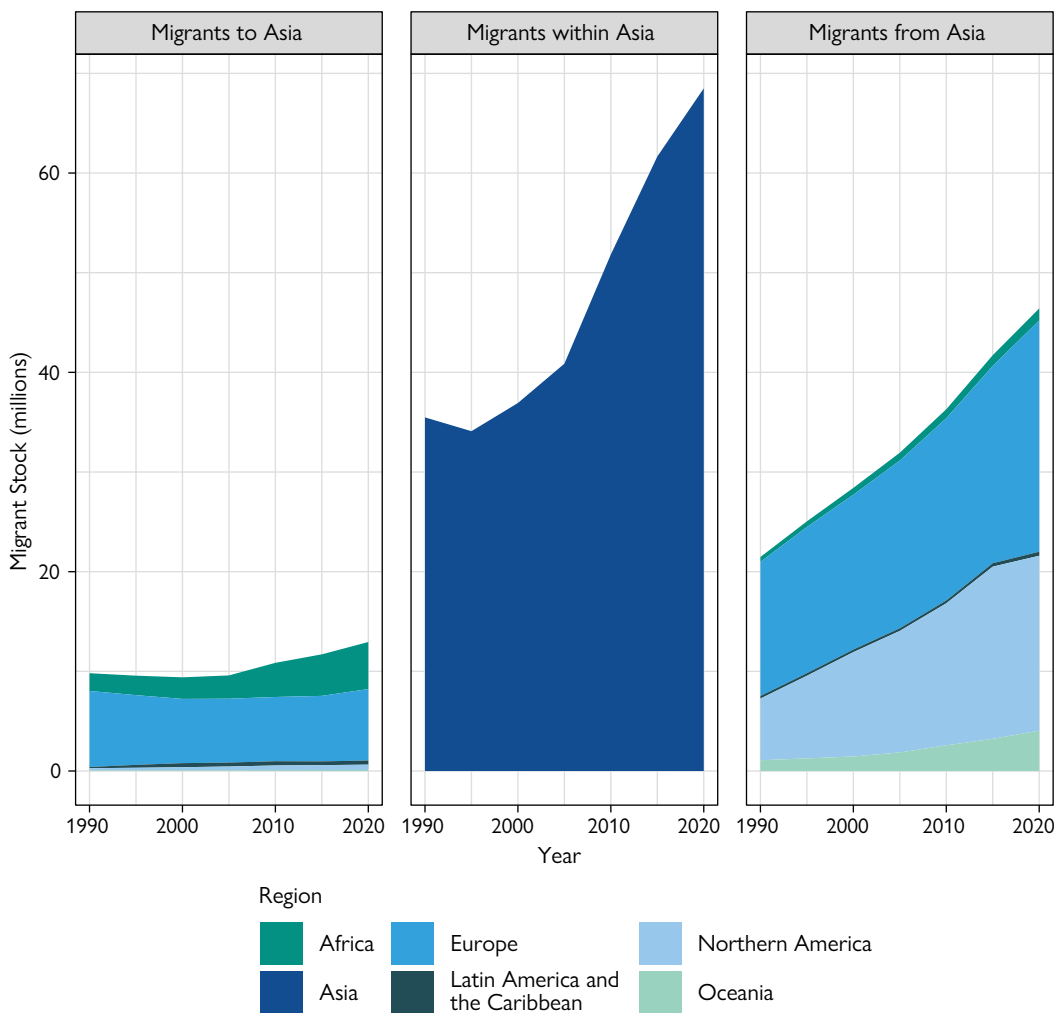 Migrants to Asia
Migrants within Asia
Migrants from Asia
Migrant Stock (millions)
60
40
20
0
1990 2000 2010 2020
1990 2000 2010 2020
1990 2000 2010 2020
Year
Region
Africa
Europe
Northern America
Asia
Latin America and
the Caribbean
Oceania